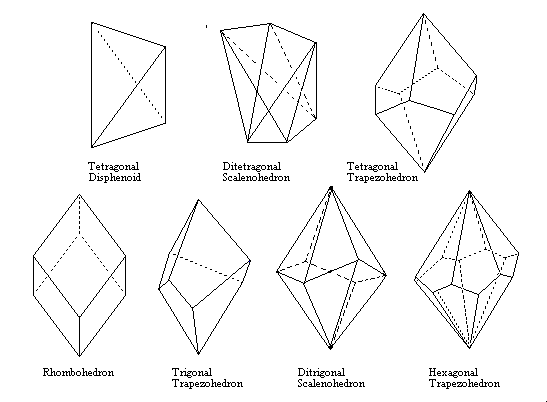 Tetragonal
Disphenoid
Ditetragonal
Scalenohedron
Tetragonal
Trapezohedron
Rhombohedron
Trigonal
Trapezohedron
Ditrigonal
Scalenohedron
Hexagonal
Trapezohedron